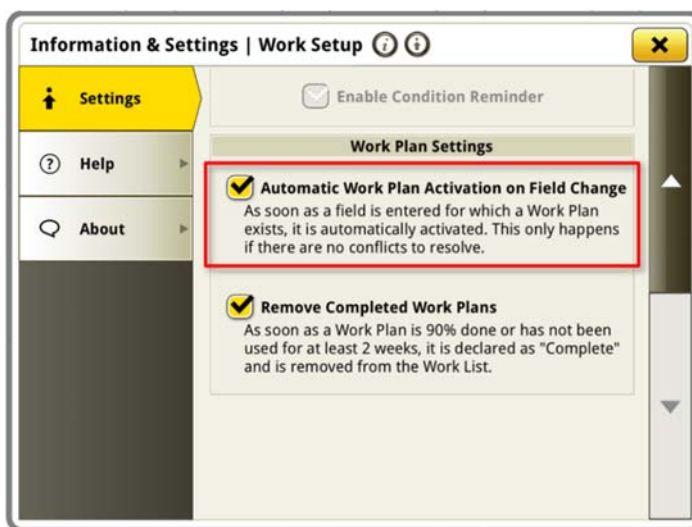 Information & Settings | Work Setup
Settings
Help
About
Enable Condition Reminder
Work Plan Settings
Automatic Work Plan Activation on Field Change
As soon as a field is entered for which a Work Plan
exists, it is automatically activated. This only happens
if there are no conflicts to resolve.
Remove Completed Work Plans
As soon as a Work Plan is 90% done or has not been
used for at least 2 weeks, it is declared as "Complete"
and is removed from the Work List.